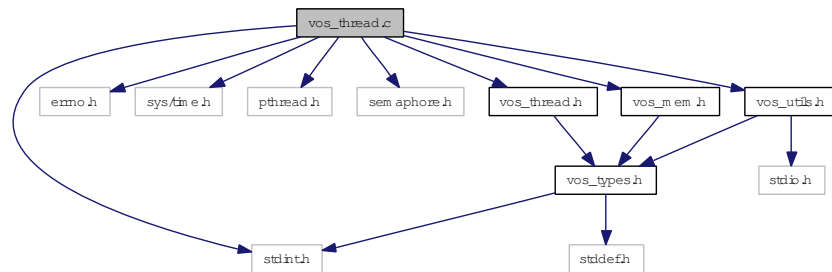 vos_thread.c
errno.h
sys/time.h
pthread.h
semaphore.h
vos_thread.h
vos_mem.h
vos_utils.h
vos_types.h
stdio.h
stdint.h
stddef.h